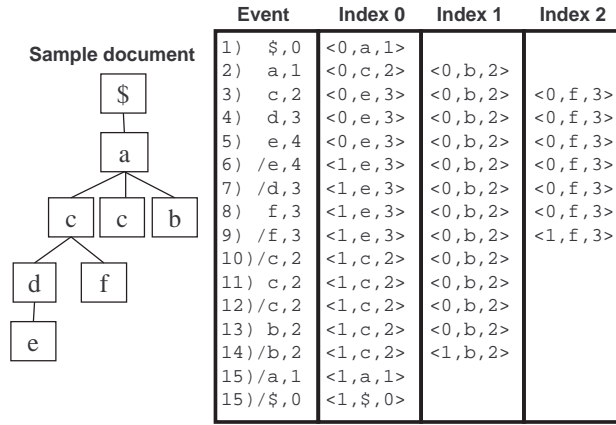 Event Index 0 Index 1 Index 2
Sample document
$
a
c c b
d f
e
1) $,0 <0,a,1>
2) a,1 <0,c,2> <0,b,2>
3) c,2 <0,e,3> <0,b,2> <0,f,3>
4) d,3 <0,e,3> <0,b,2> <0,f,3>
5) e,4 <0,e,3> <0,b,2> <0,f,3>
6) /e,4 <1,e,3> <0,b,2> <0,f,3>
7) /d,3 <1,e,3> <0,b,2> <0,f,3>
8) f,3 <1,e,3> <0,b,2> <0,f,3>
9) /f,3 <1,e,3> <0,b,2> <1,f,3>
10)/c,2 <1,c,2> <0,b,2>
11) c,2 <1,c,2> <0,b,2>
12)/c,2 <1,c,2> <0,b,2>
13) b,2 <1,c,2> <0,b,2>
14)/b,2 <1,c,2> <1,b,2>
15)/a,1 <1,a,1>
15)/$,0 <1,$,0>